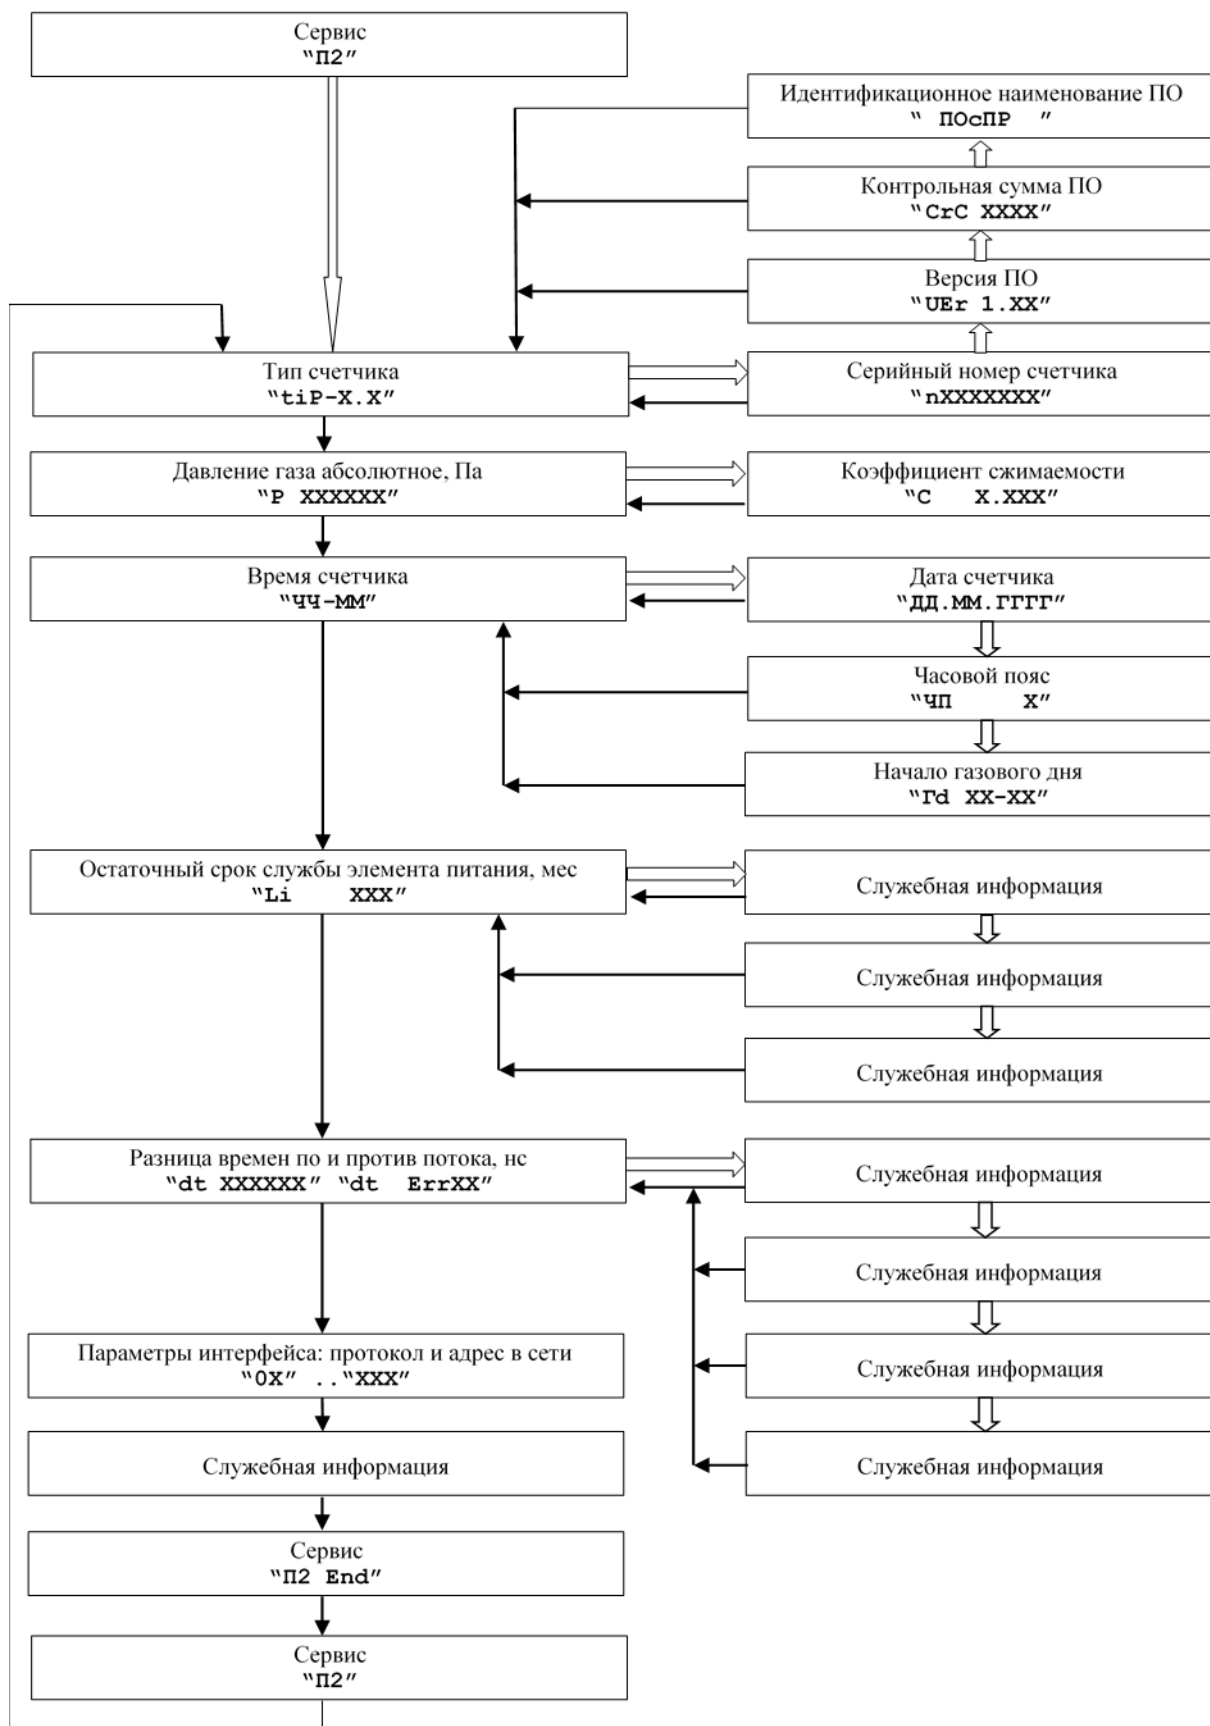 Сервис
“П2”
Идентификационное наименование ПО
“ ПОсПР ”
Контрольная сумма ПО
“CrC XXXX”
Версия ПО
“UEr 1.XX”
Тип счетчика
“tiP-X.X”
Серийный номер счетчика
“nXXXXXXX”
Давление газа абсолютное, Па
“P XXXXXX”
Коэффициент сжимаемости
“C X.XXX”
Время счетчика
“ЧЧ-ММ”
Дата счетчика
“ДД.ММ.ГГГГ”
Часовой пояс
“ЧП X”
Начало газового дня
“Гd XX-XX”
Остаточный срок службы элемента питания, мес
“Li XXX”
Служебная информация
Служебная информация
Служебная информация
Разница времен по и против потока, нс
“dt XXXXXX” “dt ErrXX”
Служебная информация
Служебная информация
Служебная информация
Служебная информация
Параметры интерфейса: протокол и адрес в сети
“0X” ..“XXX”
Служебная информация
Сервис
“П2 End”
Сервис
“П2”